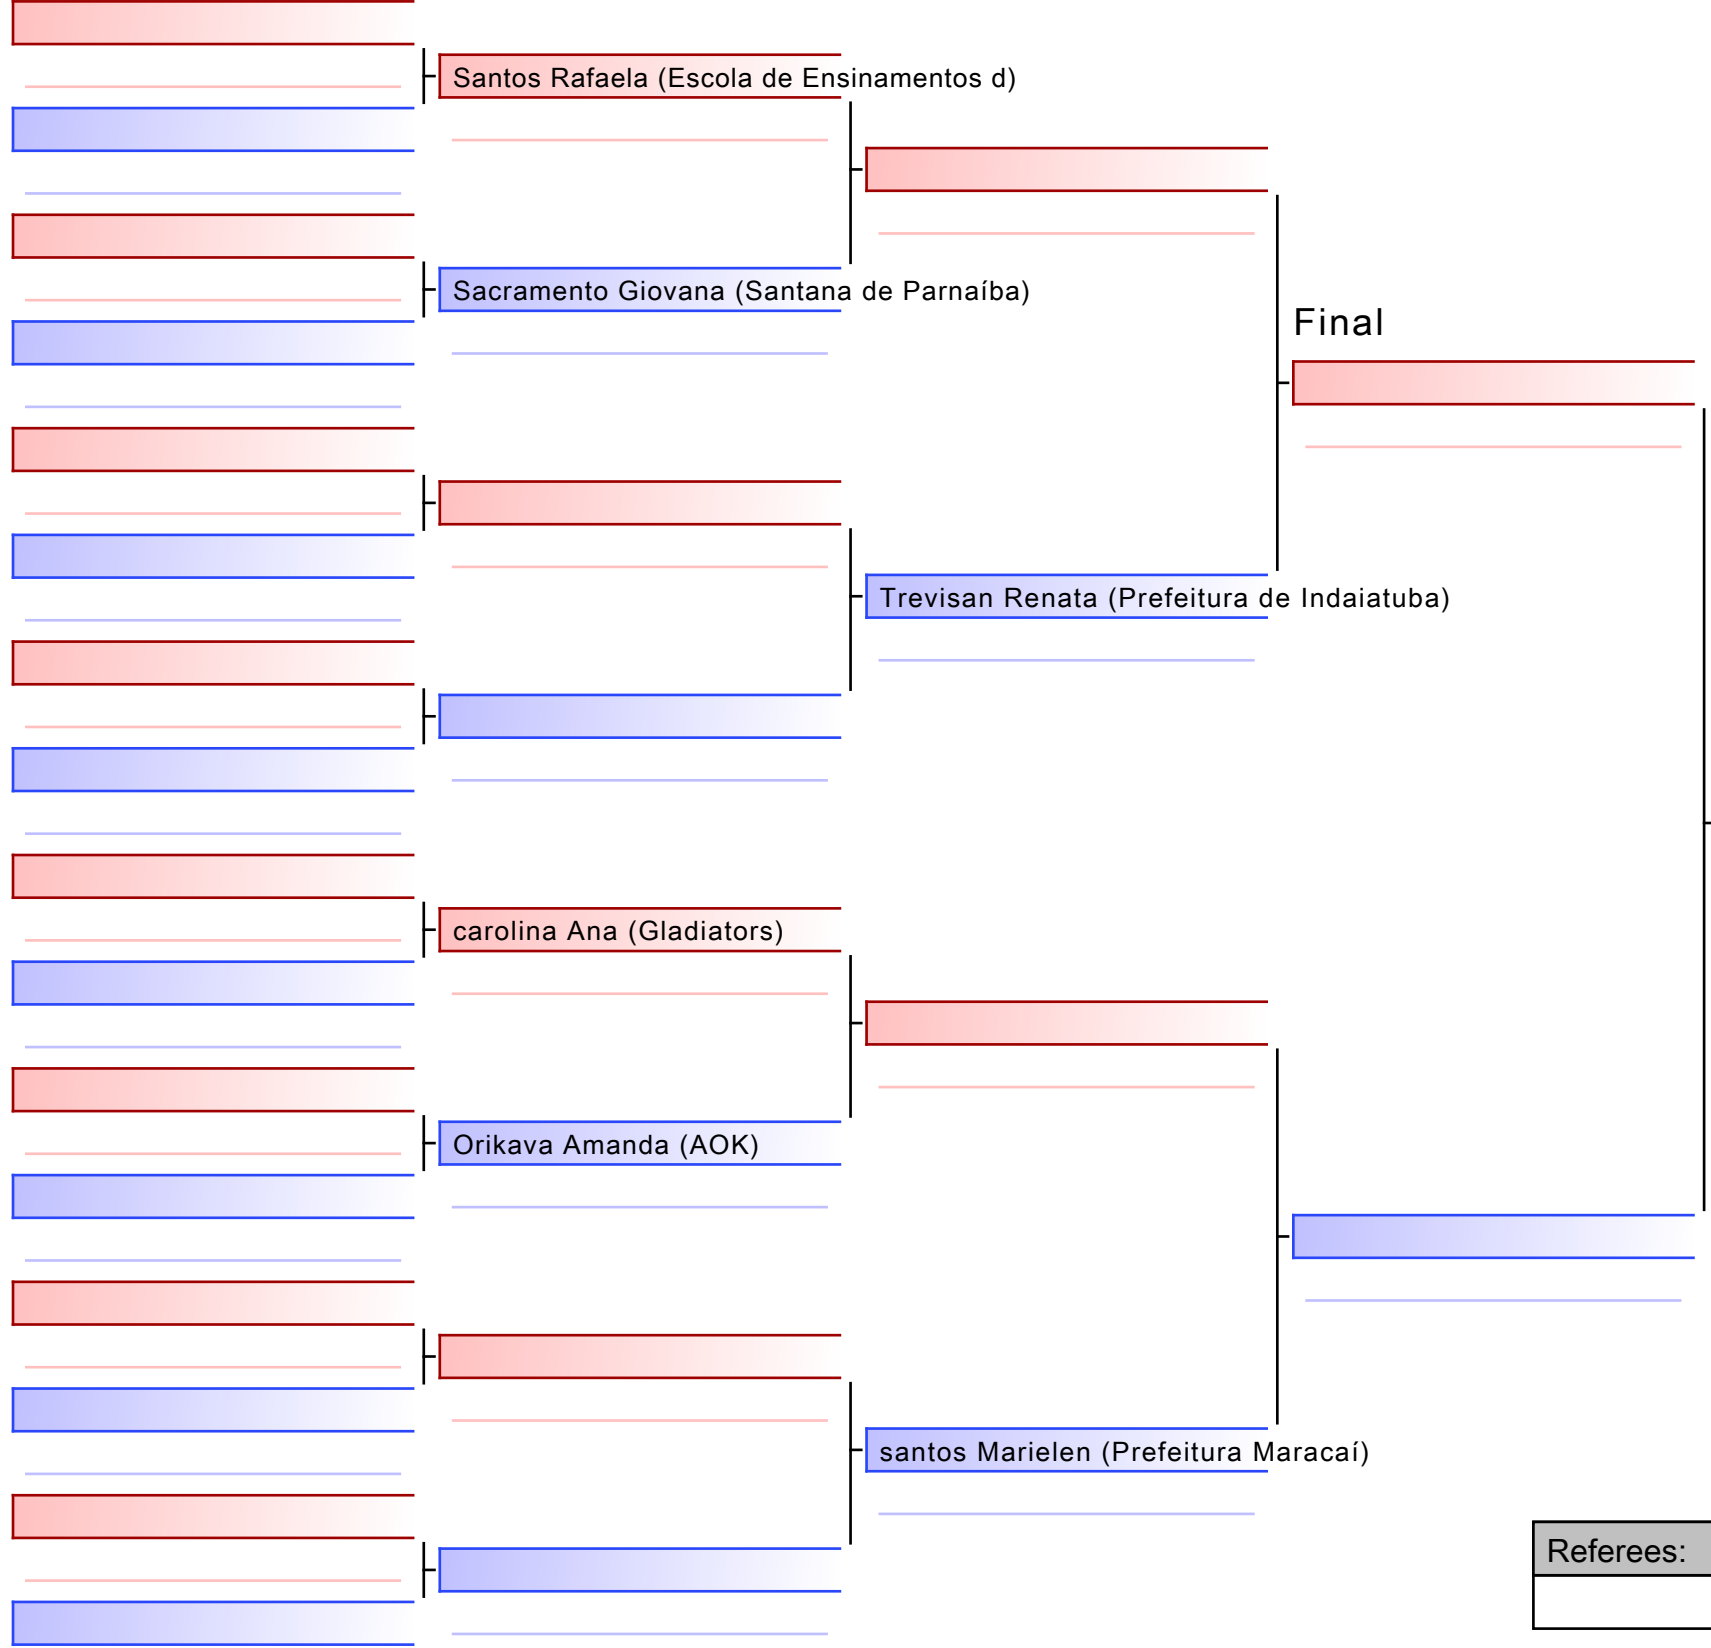 Santos Rafaela (Escola de Ensinamentos d)
Sacramento Giovana (Santana de Parnaíba)
Final
Trevisan Renata (Prefeitura de Indaiatuba)
carolina Ana (Gladiators)
Orikava Amanda (AOK)
santos Marielen (Prefeitura Maracaí)
Referees: